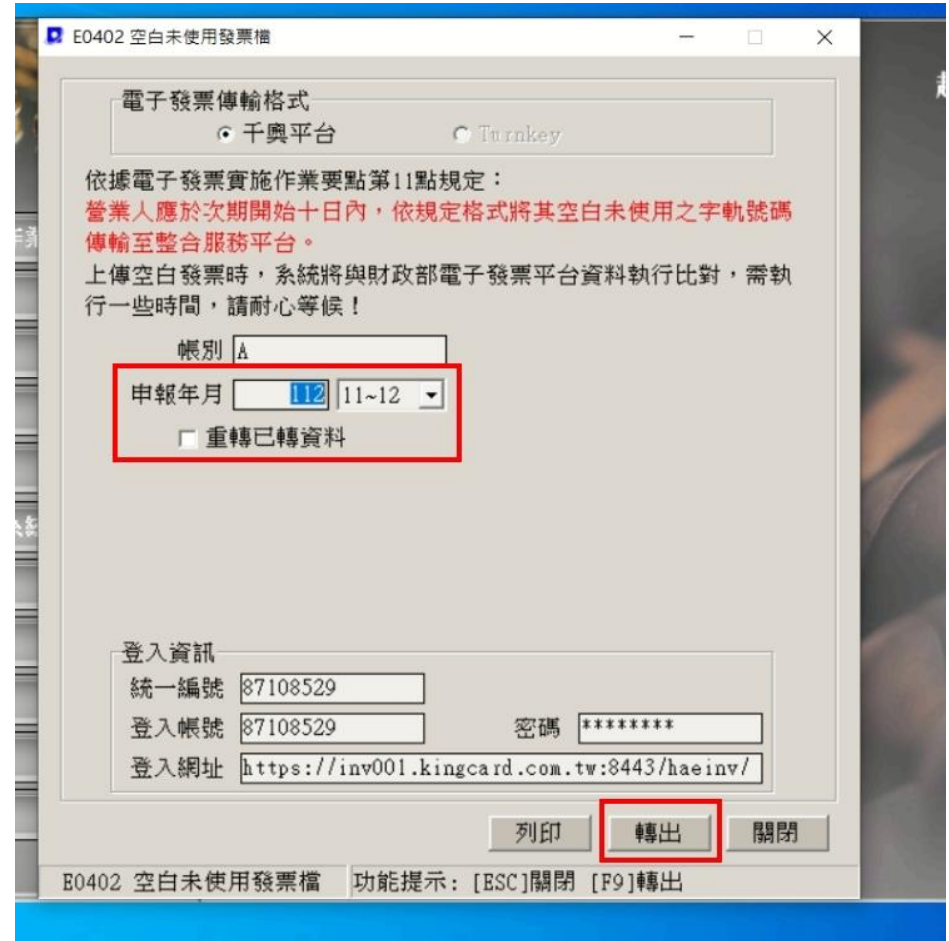 E0402 空白未使用發票檔
電子發票傳輸格式
千奧平台
Turnkey
依據電子發票實施作業要點第11點規定：
營業人應於次期開始十日內，依規定格式將其空白未使用之字軌號碼
傳輸至整合服務平台。
上傳空白發票時，系統將與財政部電子發票平台資料執行比對，需執
行一些時間，請耐心等候！
帳別 A
申報年月 112 11~12
重轉已轉資料
登入資訊
統一編號 87108529
登入帳號 87108529 密碼 ********
登入網址 https://inv001.kingcard.com.tw:8443/haeinv/
列印 轉出 關閉
E0402 空白未使用發票檔 功能提示: [ESC]關閉 [F9]轉出